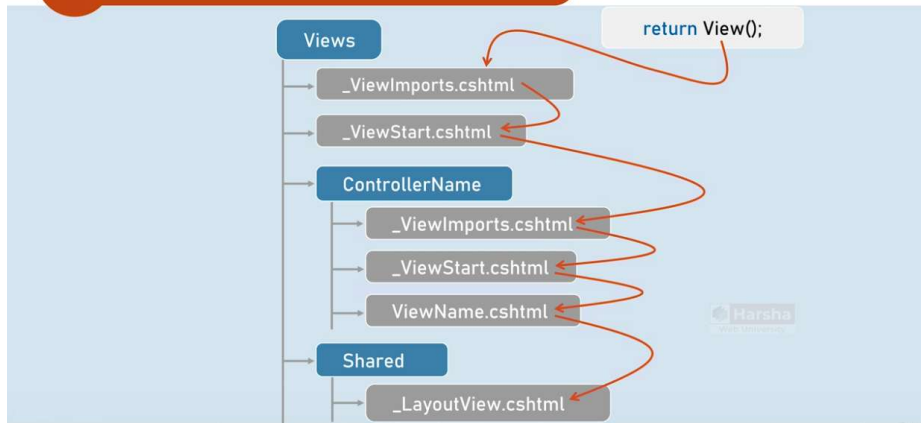 return View();
Views
_ViewImports.cshtml
_ViewStart.cshtml
ControllerName
_ViewImports.cshtml
_ViewStart.cshtml
ViewName.cshtml
Harsha
Shared
_LayoutView.cshtml